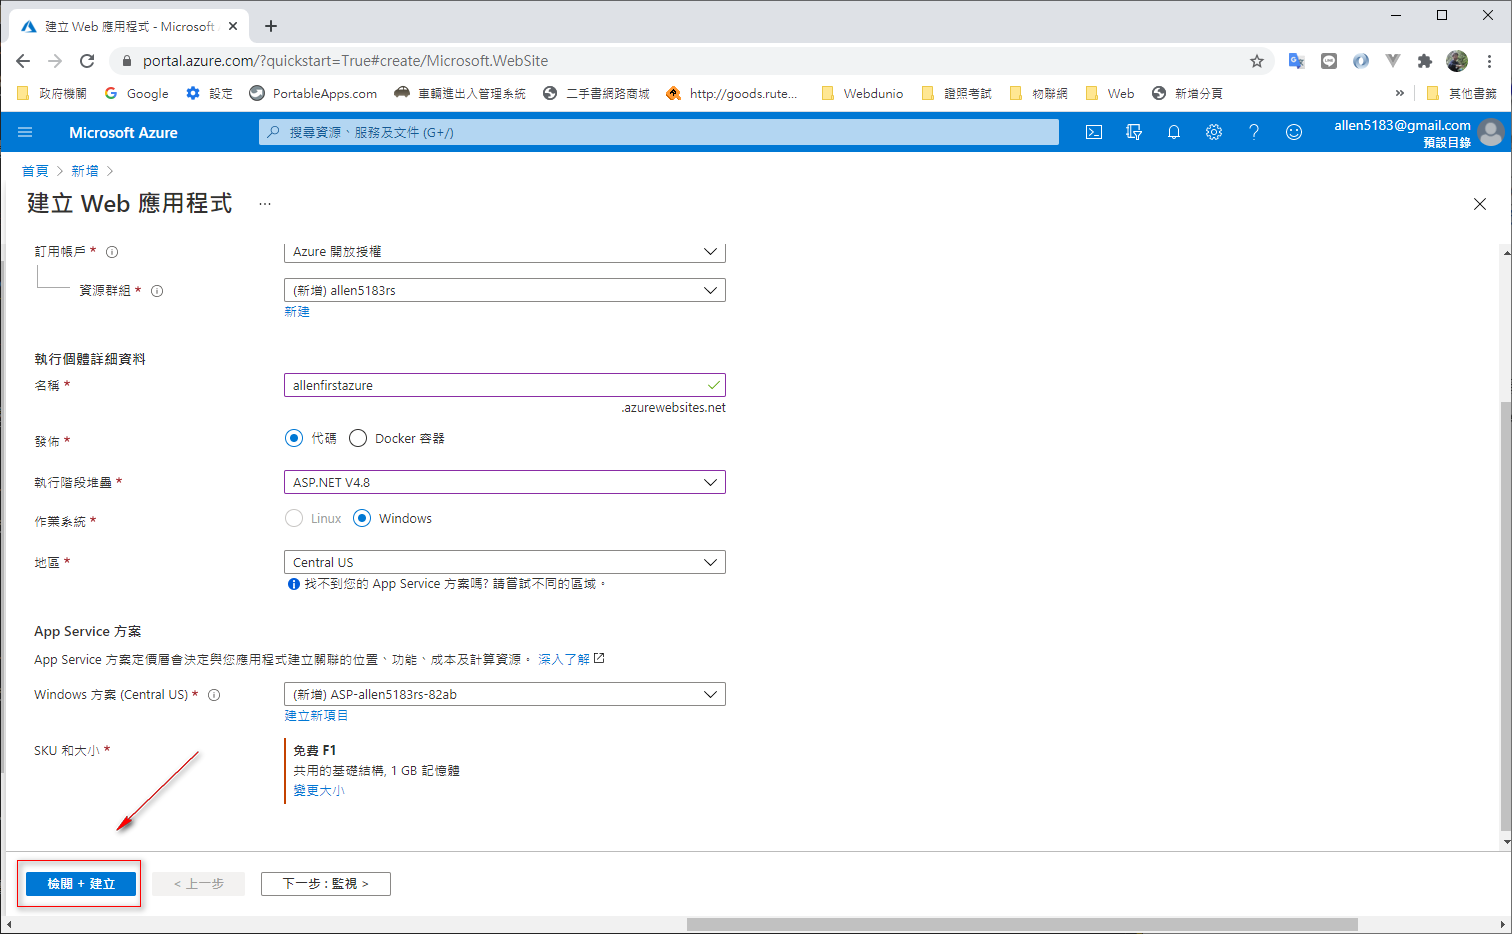 建立 Web 應用程式 - Microsoft
portal.azure.com/?quickstart=True#create/Microsoft.WebSite
政府機關 Google 設定 PortableApps.com 車輛進出入管理系統 二手書網路商城 http://goods.rute... Webdunio 證照考試 物聯網 Web 新增分頁 » 其他書籤
Microsoft Azure 搜尋資源、服務及文件 (G+/) allen5183@gmail.com
預設目錄
首頁 > 新增 >
建立 Web 應用程式 ...
訂用帳戶 * Azure 開放授權
資源群組 * (新增) allen5183rs
新建
執行個體詳細資料
名稱 * allenfirstazure
.azurewebsites.net
發佈 * 代碼 Docker 容器
執行階段堆疊 * ASP.NET V4.8
作業系統 * Linux Windows
地區 * Central US
找不到您的 App Service 方案嗎? 請嘗試不同的區域。
App Service 方案
App Service 方案定價層會決定與您應用程式建立關聯的位置、功能、成本及計算資源。 深入了解
Windows 方案 (Central US) * (新增) ASP-allen5183rs-82ab
建立新項目
SKU 和大小 * 免費 F1
共用的基礎結構, 1 GB 記憶體
變更大小
檢閱 + 建立 < 上一步 下一步 : 監視 >